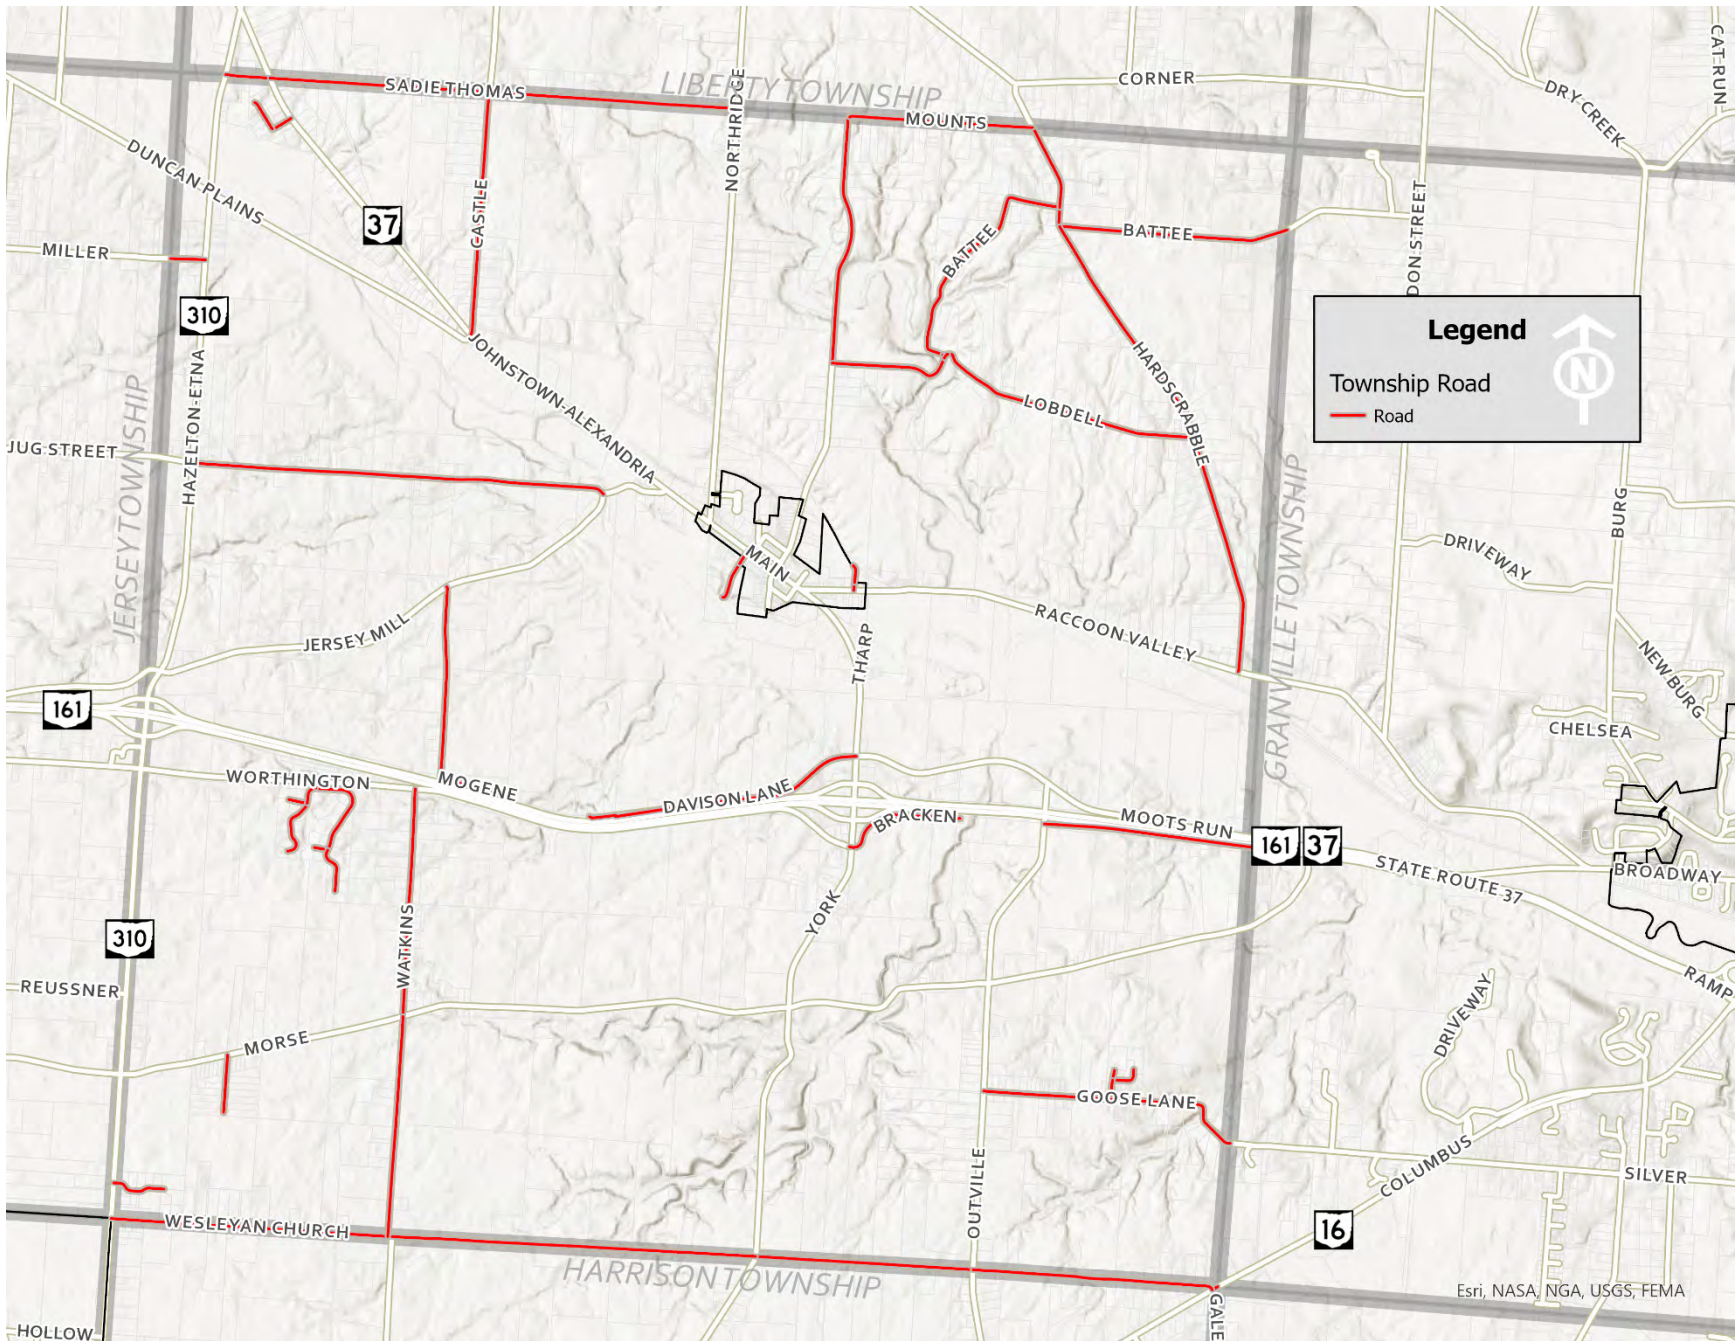 CAT RUN
CORNER
SADIE THOMAS
LIBERTY TOWNSHIP
DRY CREEK
NORTHRIDGE
MOUNTS
DUNCAN PLAINS
37
CASTLE
BATTEE
BATTEE
MILLER
DON STREET
310
Legend
N
Township Road
Road
JOHNSTOWN-ALEXANDRIA
HARDSCRABBLE
HAZELTON-ETNA
JERSEY TOWNSHIP
LOBDELL
JUG STREET
GRANVILLE TOWNSHIP
BURG
DRIVEWAY
MAIN
RACCOON VALLEY
JERSEY MILL
THARP
NEW BURG
161
CHELSEA
WORTHINGTON
MOGENE
DAVISON LANE
BRACKEN
MOOTS RUN
161
37
STATE ROUTE 37
BROADWAY
YORK
310
WATKINS
REUSSNER
RAMP
DRIVEWAY
MORSE
GOOSE LANE
COLUMBUS
SILVER
OUTVILLE
WESLEYAN CHURCH
16
HARRISON TOWNSHIP
GALE
Esri, NASA, NGA, USGS, FEMA
HOLLOW